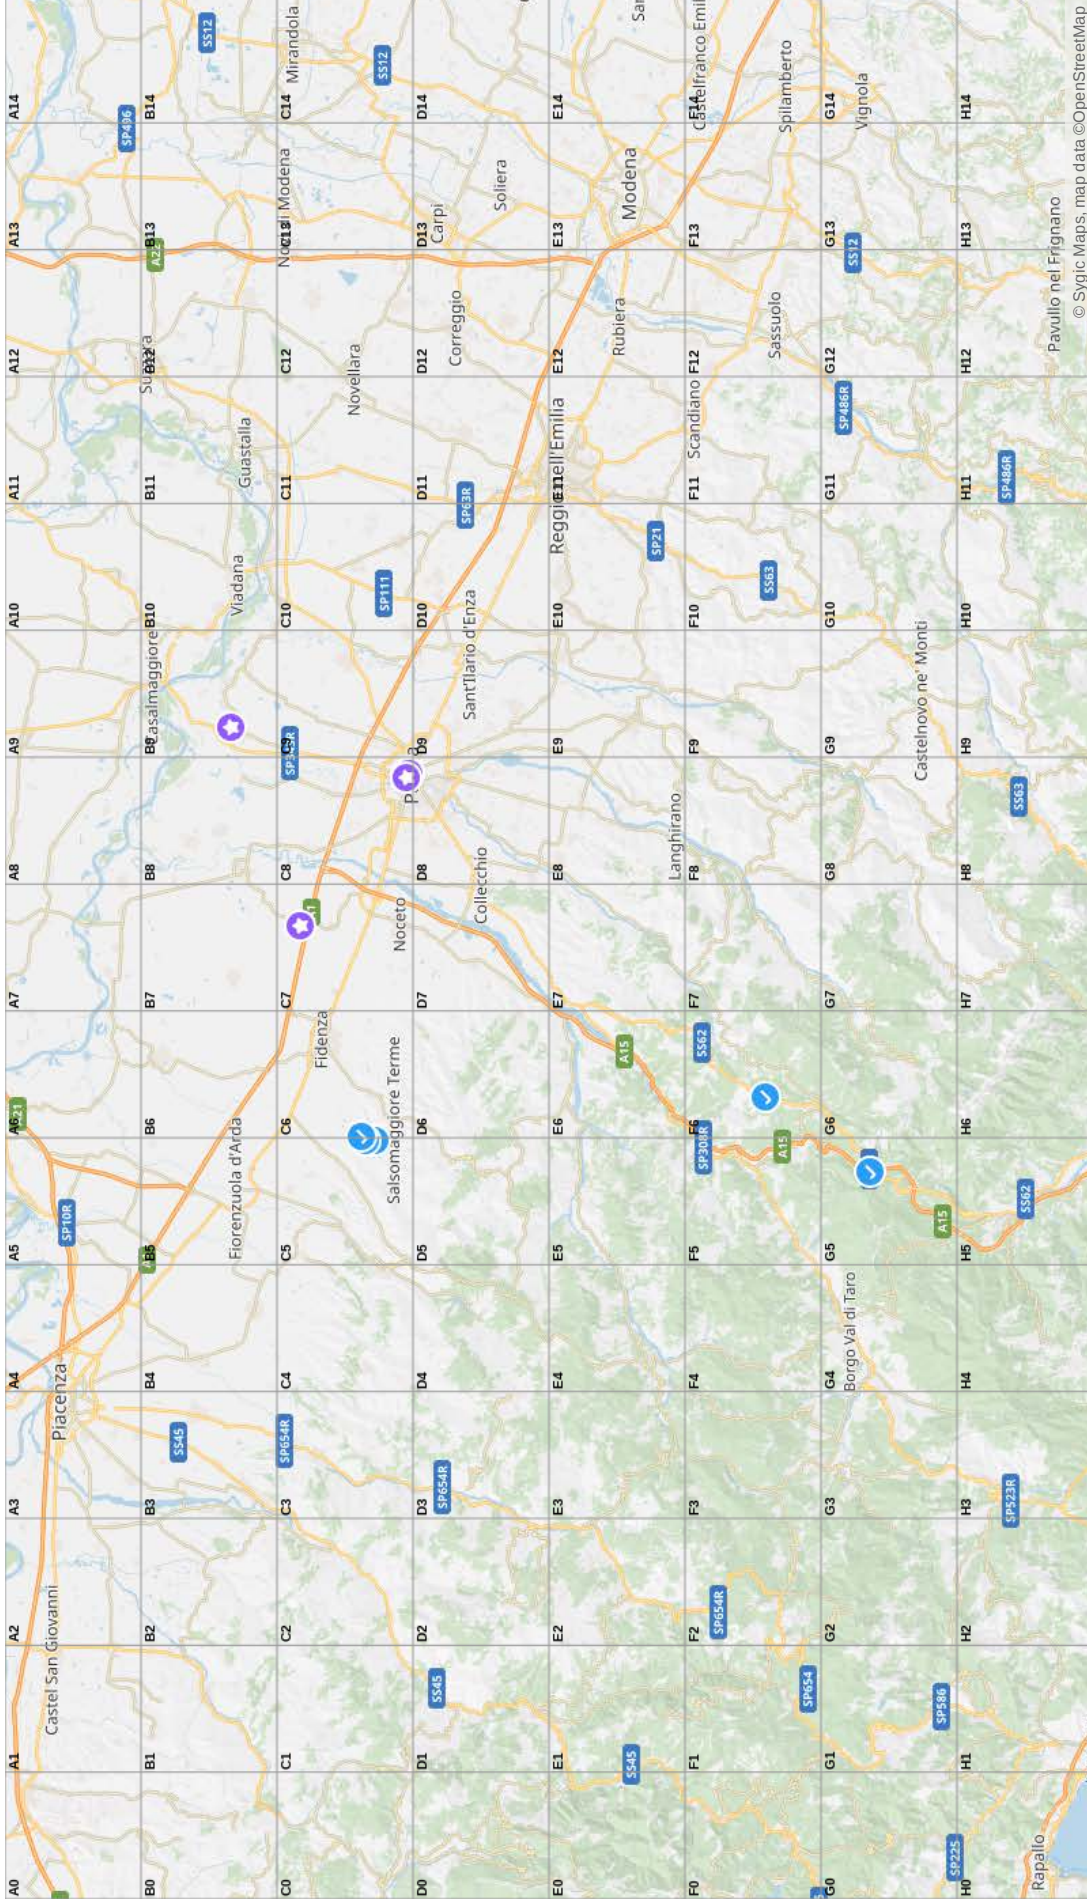 A0 A1 A2 A3 A4 A5 A6 A7 A8 A9 A10 A11 A12 A13 A14
A21
Castel San Giovanni
Piacenza
SP10R
SP496
B0 B1 B2 B3 B4 B5 B6 B7 B8 B9 B10 B11 B12 B13 B14
Casalmaggiore
A22
SS45
SS12
Fiorenzuola d'Arda
Viadana
Guastalla
C0 C1 C2 C3 C4 C5 C6 C7 C8 C9 C10 C11 C12 C13 C14
SP654R
Novi di Modena
Mirandola
Fidenza
Novellara
SP111
SS12
Salsomaggiore Terme
Noceto
D0 D1 D2 D3 D4 D5 D6 D7 D8 D9 D10 D11 D12 D13 D14
SS45
SP654R
Carpi
Correggio
SP63R
Sant'Ilario d'Enza
Collecchio
Soliera
E0 E1 E2 E3 E4 E5 E6 E7 E8 E9 E10 E11 E12 E13 E14
Reggio nell'Emilia
Rubiera
Modena
SS45
A15
SP21
Langhirano
F0 F1 F2 F3 F4 F5 F6 F7 F8 F9 F10 F11 F12 F13 F14
Scandiano
Castelfranco Emil
SP308R
SS62
SP654R
SS63
Sassuolo
A15
Spilamberto
SP654
G0 G1 G2 G3 G4 G5 G6 G7 G8 G9 G10 G11 G12 G13 G14
Borgo Val di Taro
SP486R
SS12
Vignola
Castelnovo ne' Monti
SP586
A15
SP225
H0 H1 H2 H3 H4 H5 H6 H7 H8 H9 H10 H11 H12 H13 H14
SP523R
SP486R
SS63
SS62
Rapallo
Pavullo nel Frignano
© Sygic Maps, map data ©OpenStreetMap